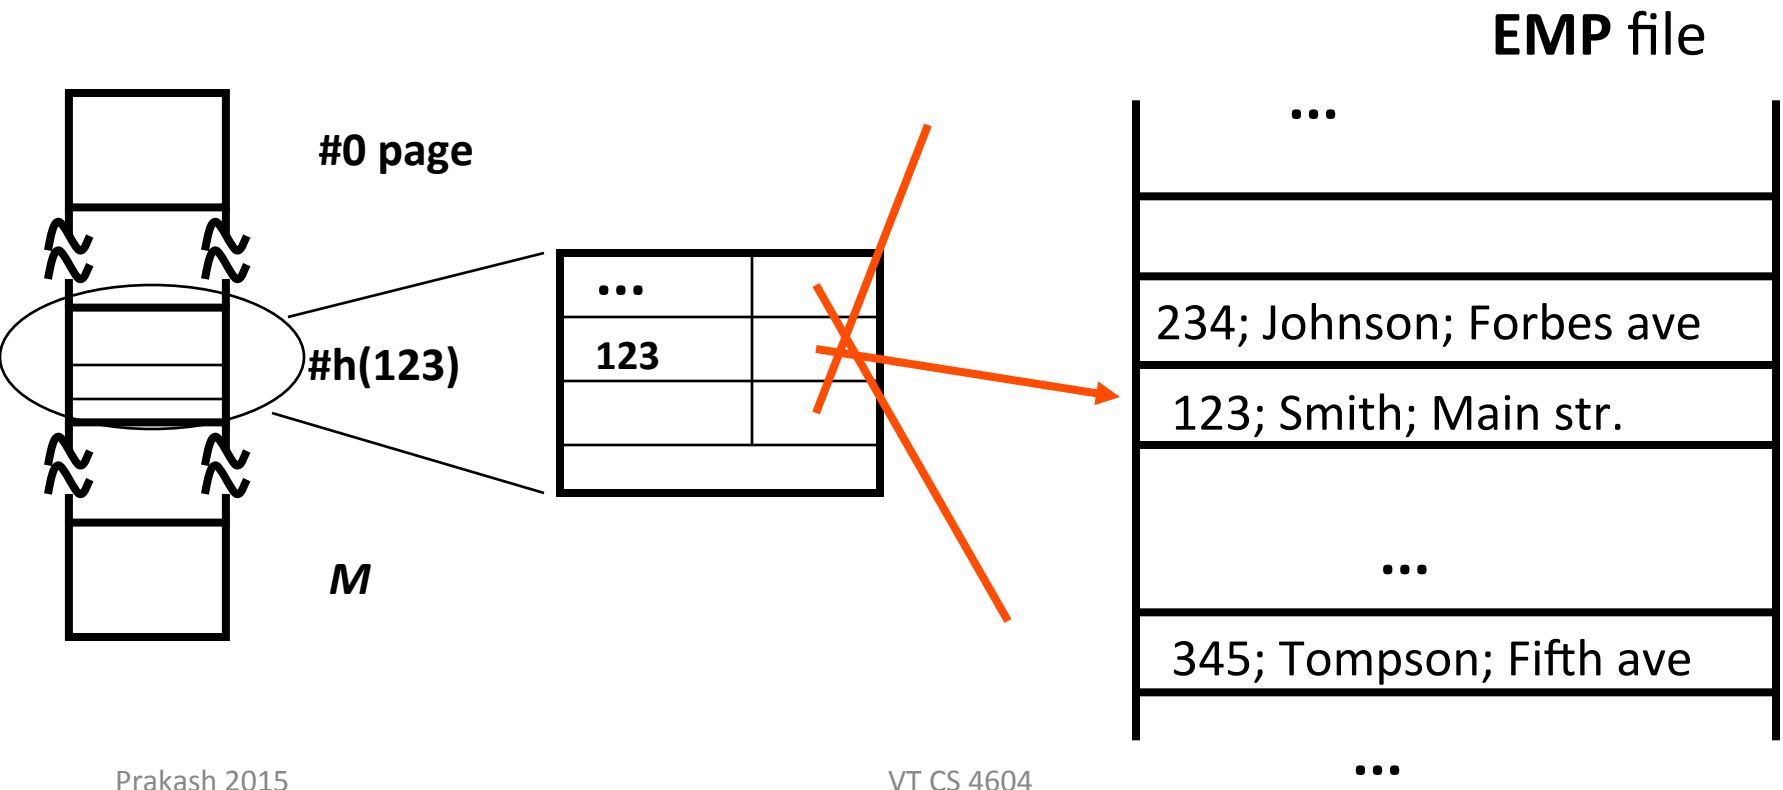 EMP file
...
#0 page
...
234; Johnson; Forbes ave
#h(123)
123
123; Smith; Main str.
...
M
345; Tompson; Fifth ave
...
Prakash 2015
VT CS 4604